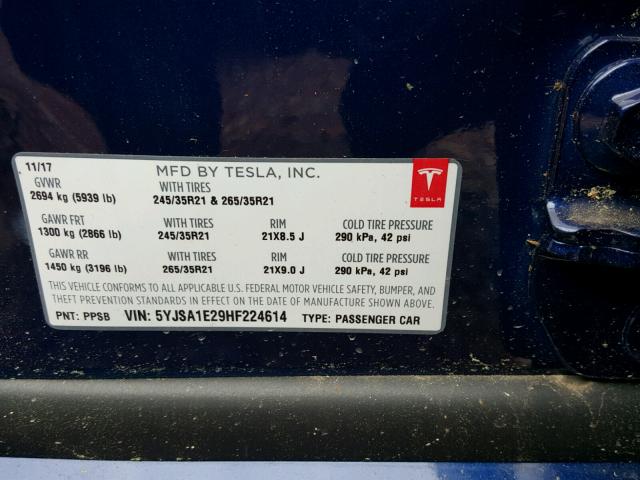 11/17 MFD BY TESLA, INC.
GVWR WITH TIRES
2694 kg (5939 lb) 245/35R21 & 265/35R21
TESLA
GAWR FRT WITH TIRES RIM COLD TIRE PRESSURE
1300 kg (2866 lb) 245/35R21 21X8.5 J 290 kPa, 42 psi
GAWR RR WITH TIRES RIM COLD TIRE PRESSURE
1450 kg (3196 lb) 265/35R21 21X9.0 J 290 kPa, 42 psi
THIS VEHICLE CONFORMS TO ALL APPLICABLE U.S. FEDERAL MOTOR VEHICLE SAFETY, BUMPER, AND
THEFT PREVENTION STANDARDS IN EFFECT ON THE DATE OF MANUFACTURE SHOWN ABOVE.
PNT: PPSB VIN: 5YJSA1E29HF224614 TYPE: PASSENGER CAR